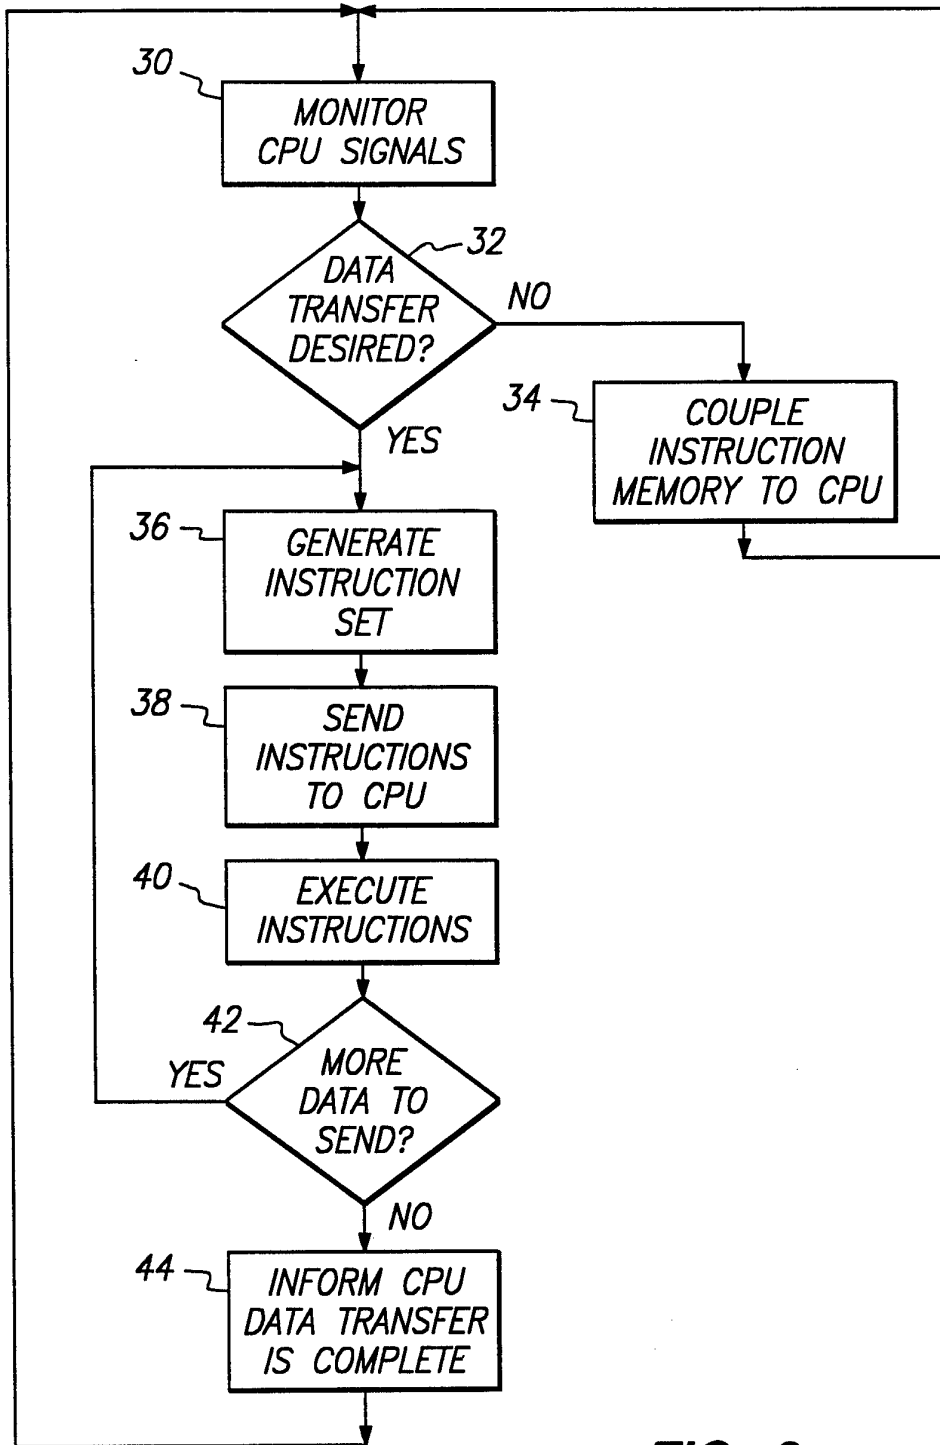 30
MONITOR
CPU SIGNALS
32
DATA
TRANSFER
DESIRED?
NO
YES
34
COUPLE
INSTRUCTION
MEMORY TO CPU
36
GENERATE
INSTRUCTION
SET
38
SEND
INSTRUCTIONS
TO CPU
40
EXECUTE
INSTRUCTIONS
42
YES
MORE
DATA TO
SEND?
NO
44
INFORM CPU
DATA TRANSFER
IS COMPLETE